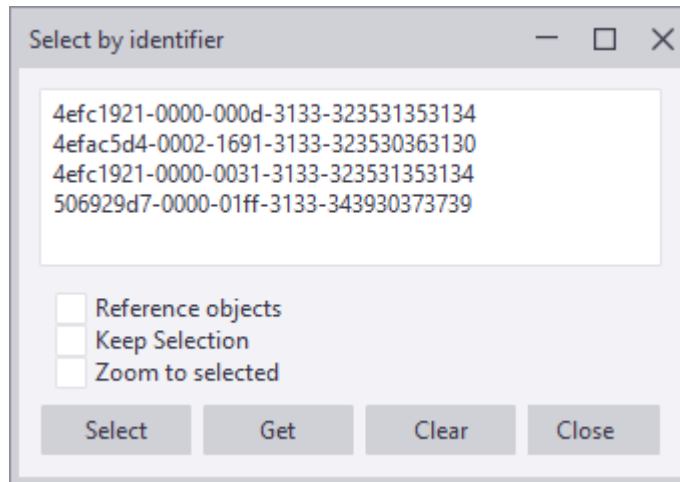 Select by identifier
4efc1921-0000-000d-3133-323531353134
4efac5d4-0002-1691-3133-323530363130
4efc1921-0000-0031-3133-323531353134
506929d7-0000-01ff-3133-343930373739
Reference objects
Keep Selection
Zoom to selected
Select Get Clear Close